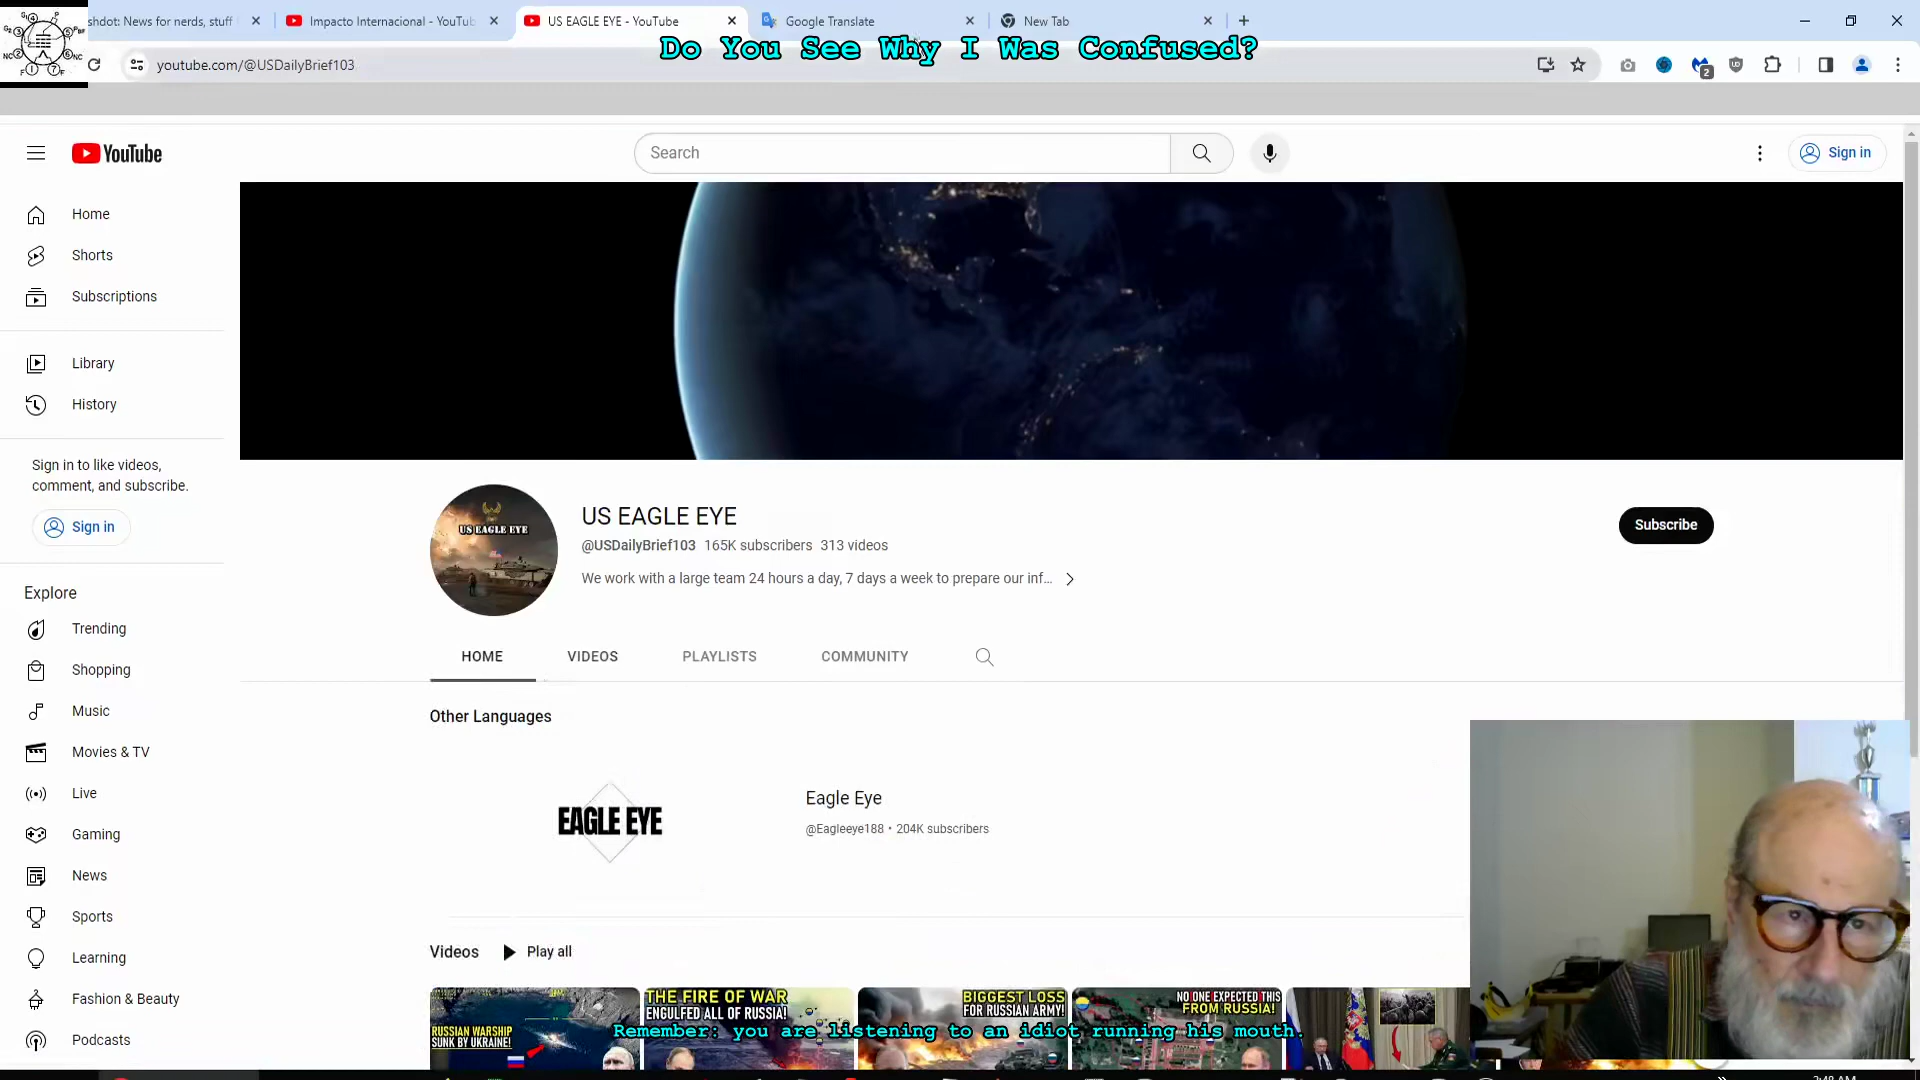 shdot: News for nerds, stuff
Impacto Internacional - YouTub
US EAGLE EYE - YouTube
Google Translate
New Tab
Do You See Why I Was Confused?
youtube.com/@USDailyBrief103
2
YouTube
Search
Sign in
Home
Shorts
Subscriptions
Library
History
Sign in to like videos,
comment, and subscribe.
Sign in
Explore
Trending
Shopping
Music
Movies & TV
Live
Gaming
News
Sports
Learning
Fashion & Beauty
Podcasts
US EAGLE EYE
US EAGLE EYE
@USDailyBrief103 165K subscribers 313 videos
We work with a large team 24 hours a day, 7 days a week to prepare our inf...
Subscribe
HOME
VIDEOS
PLAYLISTS
COMMUNITY
Other Languages
EAGLE EYE
Eagle Eye
@Eagleeye188 • 204K subscribers
Videos
Play all
RUSSIAN WARSHIP
SUNK BY UKRAINE!
THE FIRE OF WAR
ENGULFED ALL OF RUSSIA!
BIGGEST LOSS
FOR RUSSIAN ARMY!
NO ONE EXPECTED THIS
FROM RUSSIA!
Remember: you are listening to an idiot running his mouth.